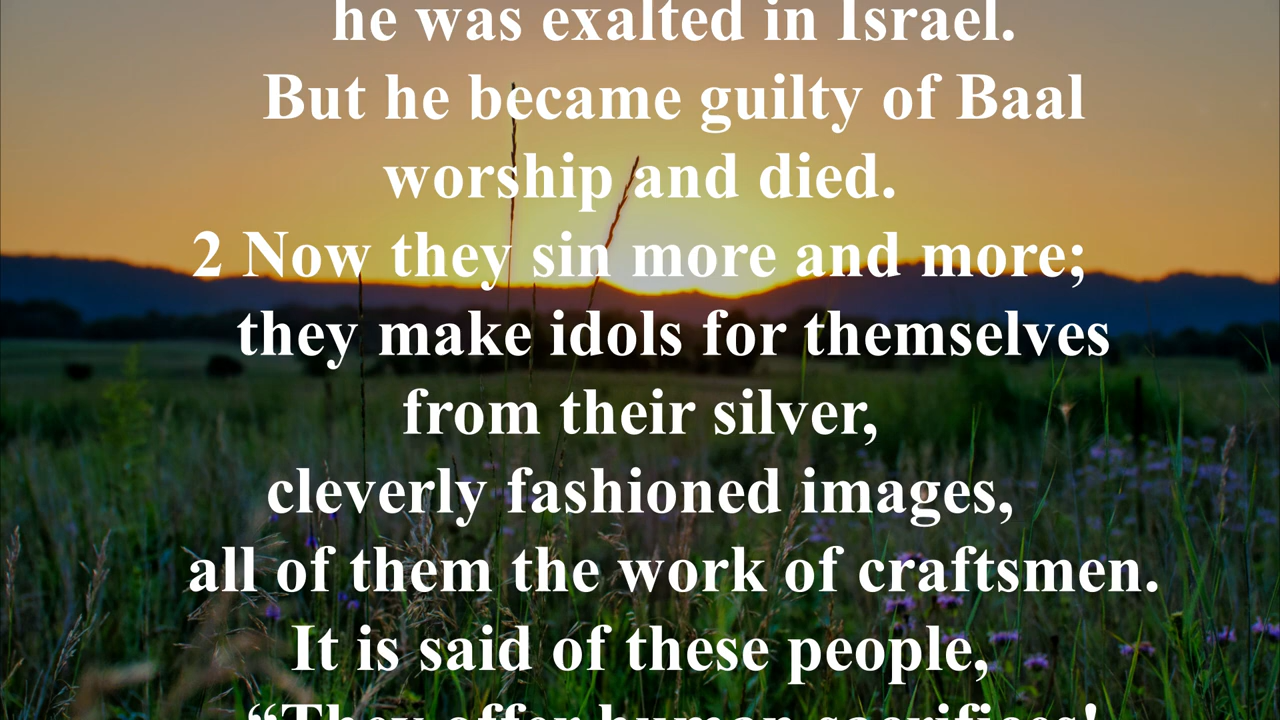 he was exalted in Israel.
But he became guilty of Baal
worship and died.
2 Now they sin more and more;
they make idols for themselves
from their silver,
cleverly fashioned images,
all of them the work of craftsmen.
It is said of these people,
“They offer human sacrifices!